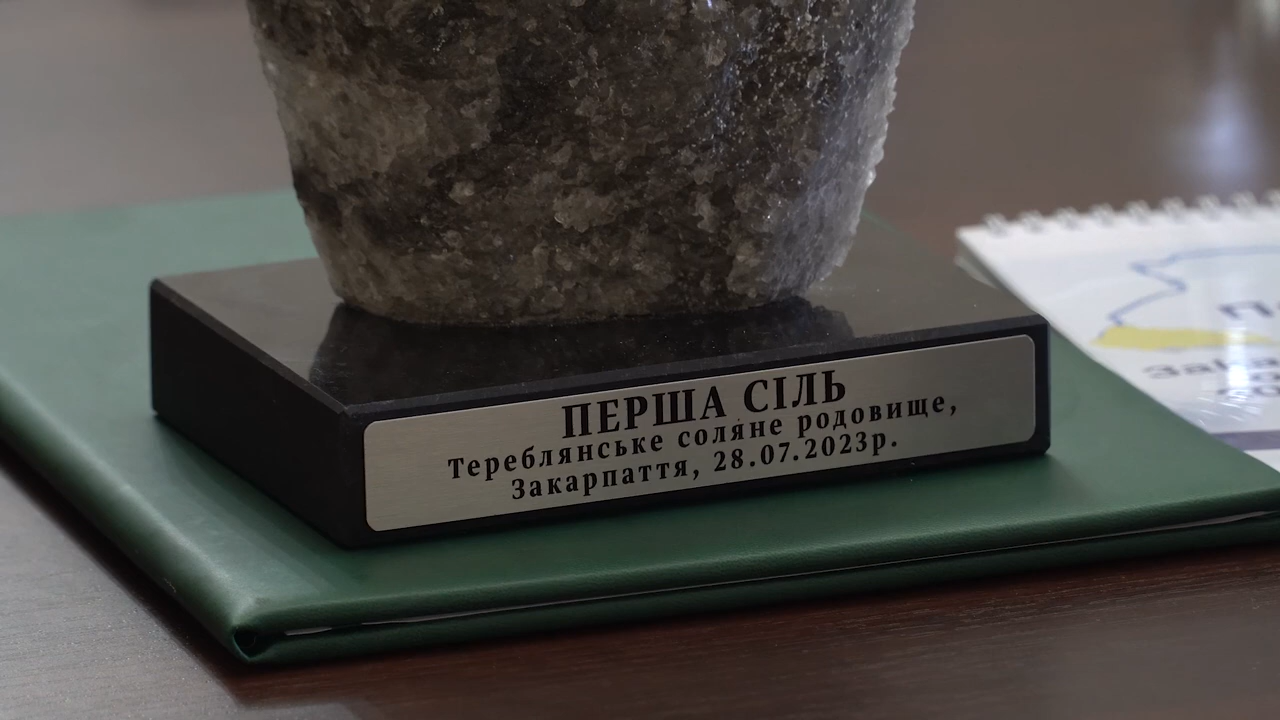 ПЕРША СІЛЬ
Тереблянське соляне родовище,
Закарпаття, 28.07.2023р.